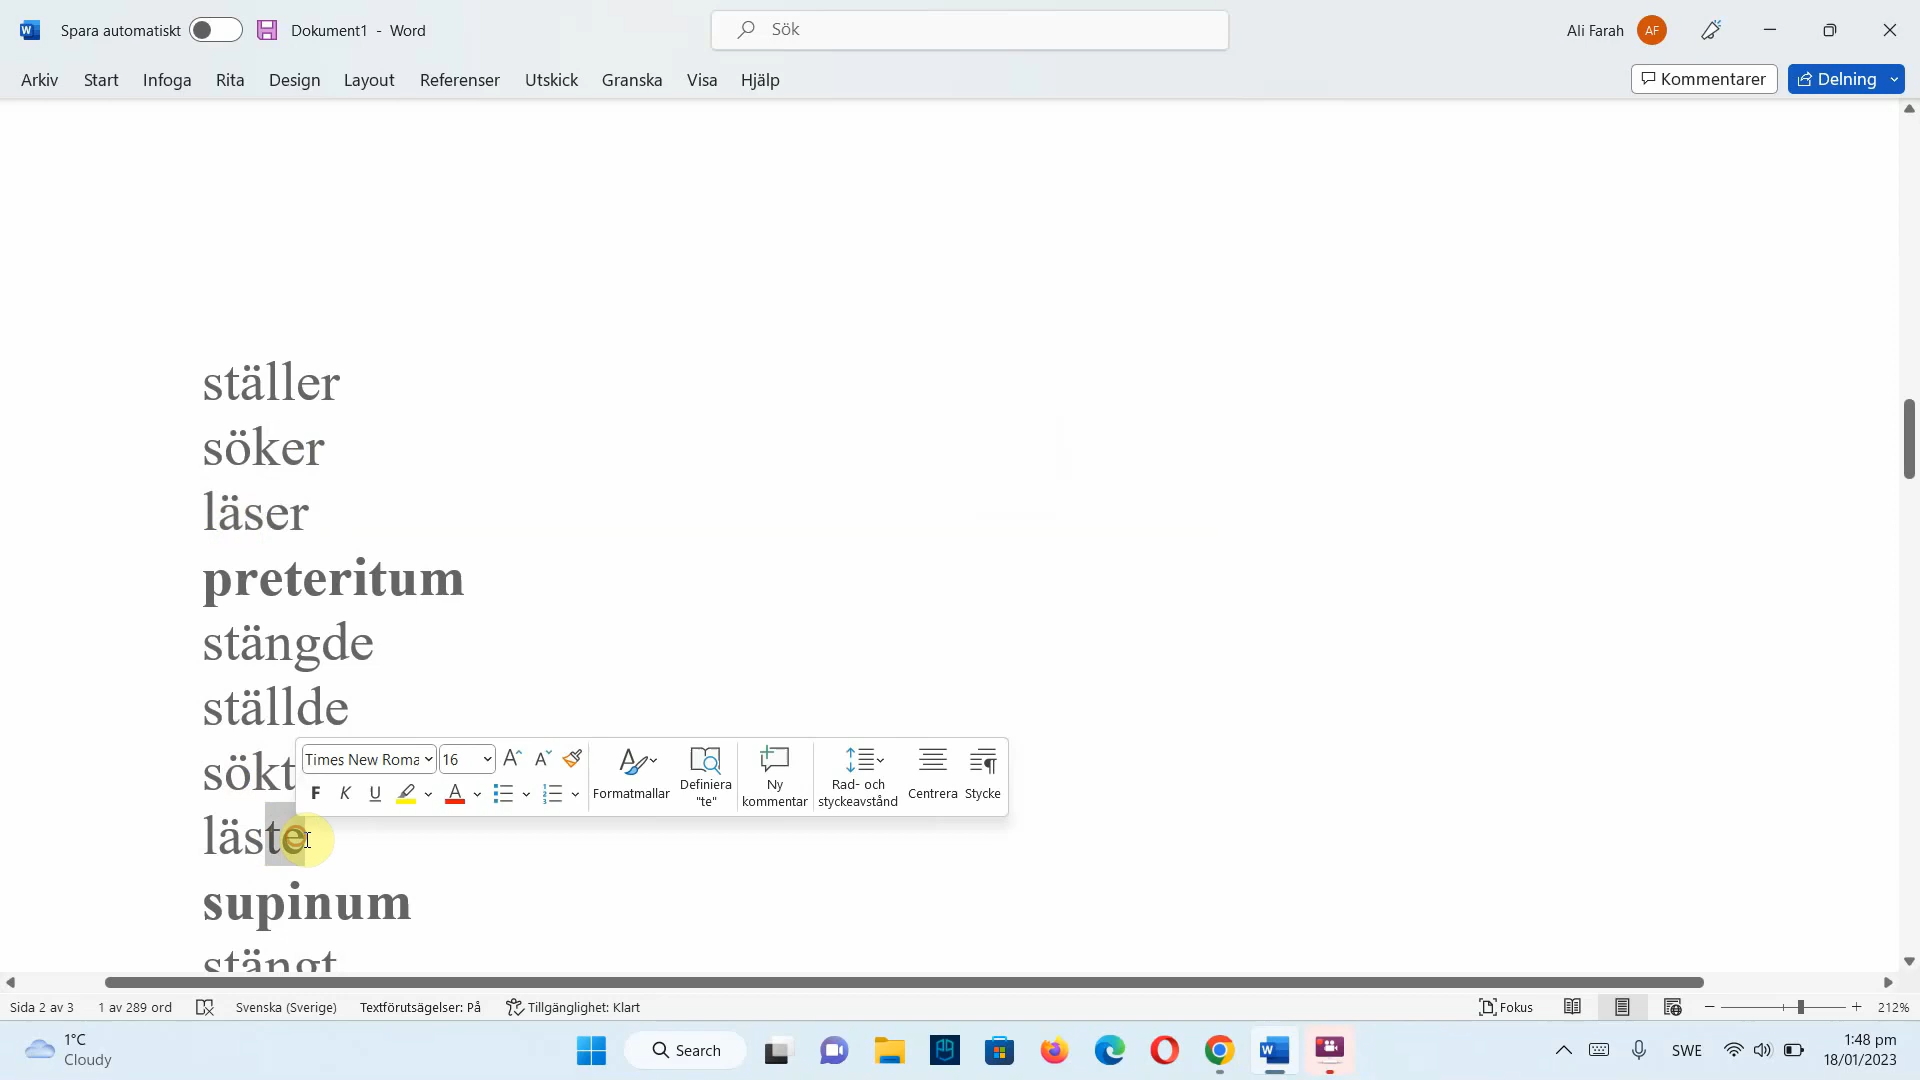 Spara automatiskt
Dokument1 - Word
Sök
Ali Farah
AF
Arkiv
Start
Infoga
Rita
Design
Layout
Referenser
Utskick
Granska
Visa
Hjälp
Kommentarer
Delning
ställer
söker
läser
preteritum
stängde
ställde
sökt
Times New Roma
16
F K U
Formatmallar
Definiera "te"
Ny kommentar
Rad- och styckeavstånd
Centrera
Stycke
läste
supinum
stängt
Sida 2 av 3
1 av 289 ord
Svenska (Sverige)
Textförutsägelser: På
Tillgänglighet: Klart
Fokus
212%
1°C
Cloudy
Search
SWE
1:48 pm
18/01/2023